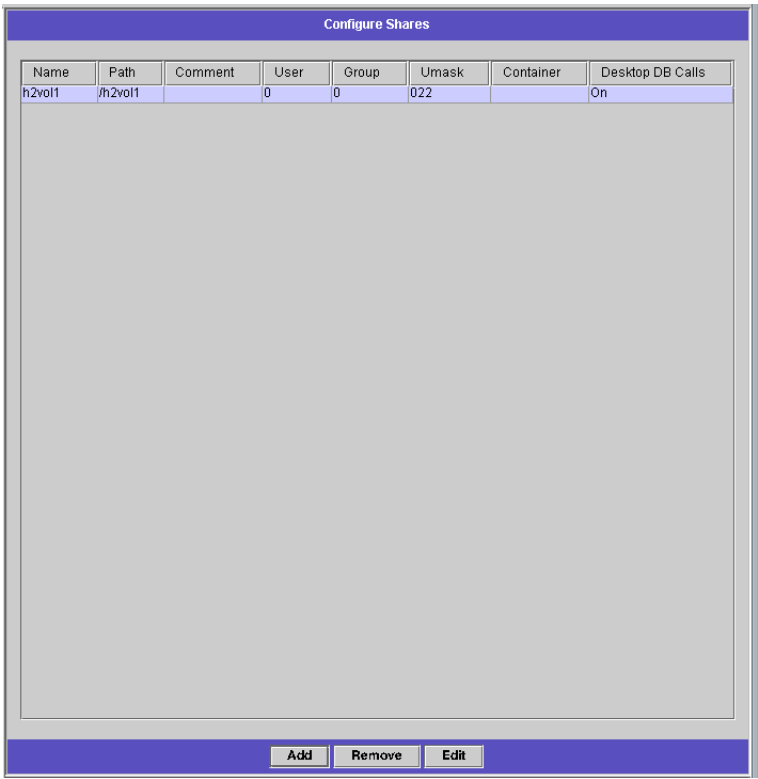 Configure Shares
Name Path Comment User Group Umask Container Desktop DB Calls
h2vol1 /h2vol1 0 0 022 On
Add Remove Edit